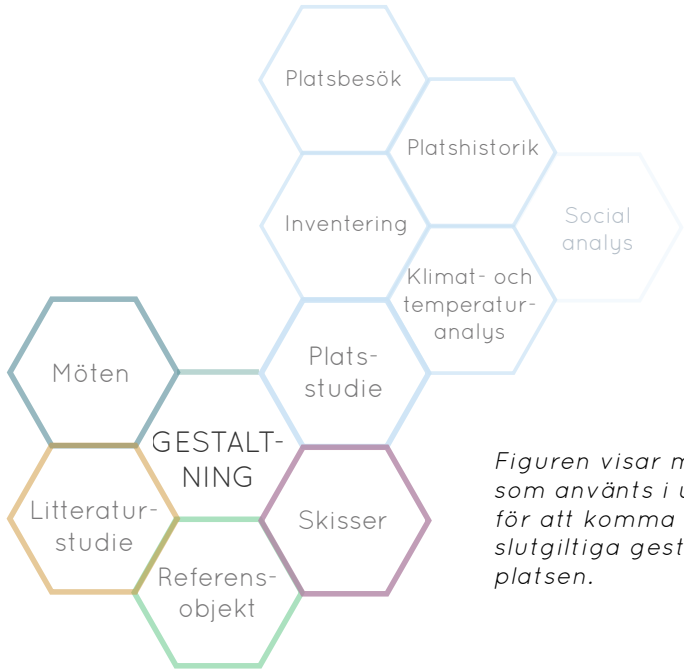 Platsbesök
Platshistorik
Inventering
Social
analys
Klimat- och
temperatur-
analys
Plats-
studie
Möten
GESTALT-
NING
Litteratur-
studie
Skisser
Referens-
objekt
Figuren visar
som använts i
för att komma
slutgiltiga
platsen.